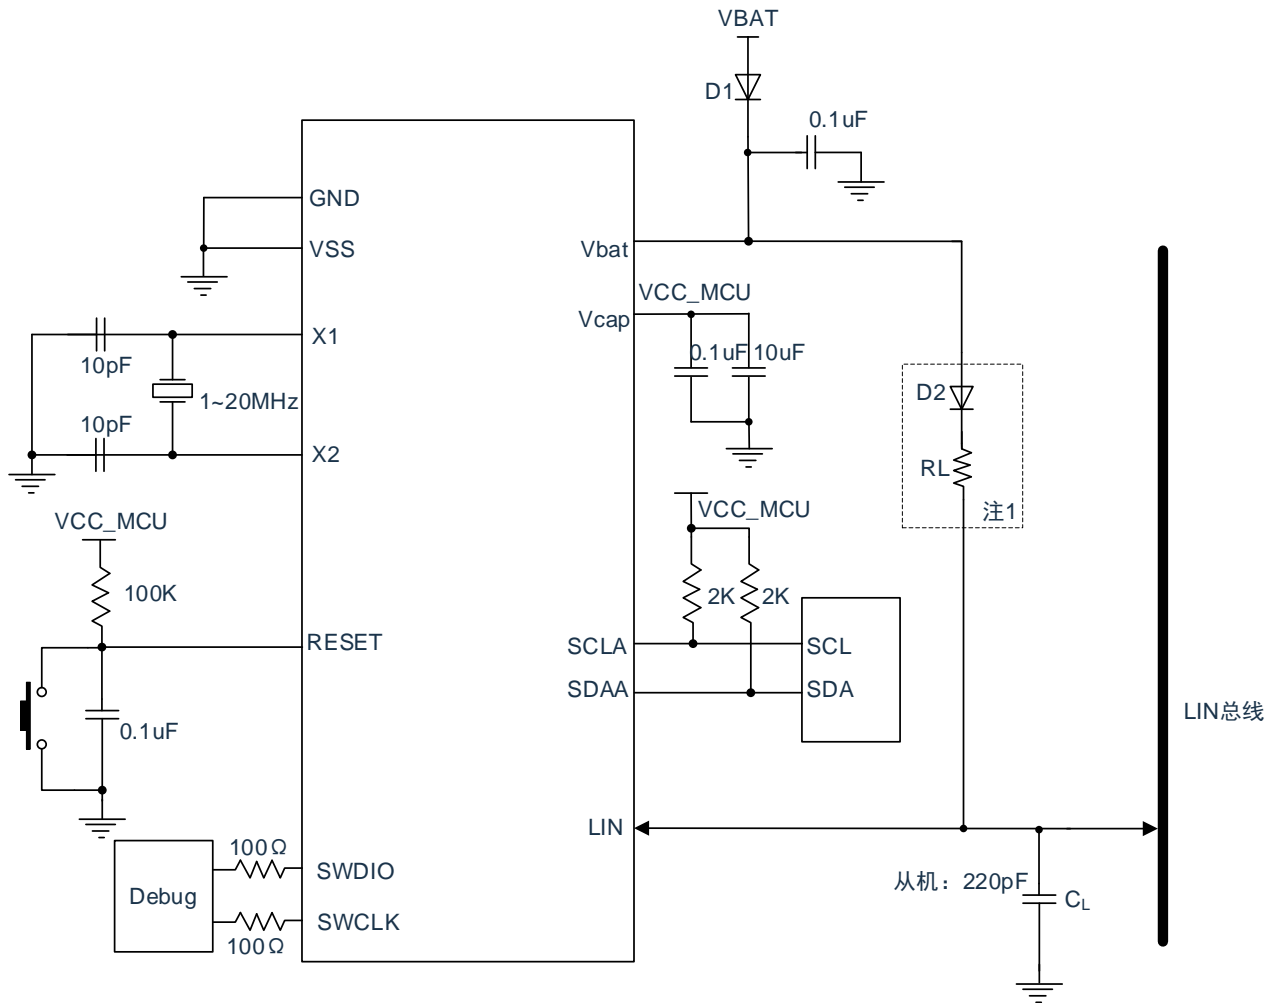 VBAT
D1
0.1uF
GND
VSS
Vbat
VCC_MCU
Vcap
0.1uF
10uF
X1
10pF
1~20MHz
10pF
X2
D2
RL
注1
VCC_MCU
100K
RESET
0.1uF
VCC_MCU
2K
2K
SCLA
SCL
SDAA
SDA
LIN总线
LIN
从机：220pF
CL
100Ω
SWDIO
Debug
SWCLK
100Ω